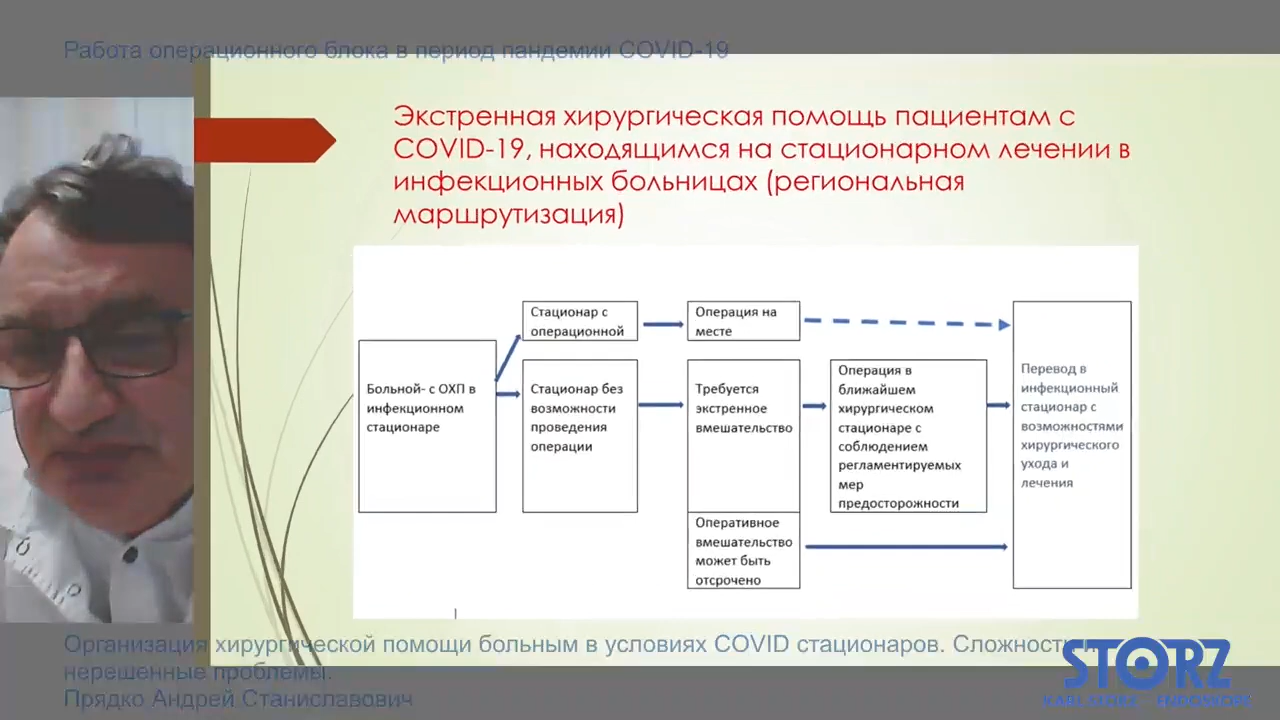 Работа операционного блока в период пандемии COVID-19
Экстренная хирургическая помощь пациентам с
COVID-19, находящимся на стационарном лечении в
инфекционных больницах (региональная
маршрутизация)
Больной- с ОХП в
инфекционном
стационаре
Стационар с
операционной
Операция на
месте
Стационар без
возможности
проведения
операции
Требуется
экстренное
вмешательство
Операция в
ближайшем
хирургическом
стационаре с
соблюдением
регламентируемых
мер
предосторожности
Оперативное
вмешательство
может быть
отсрочено
Перевод в
инфекционный
стационар с
возможностями
хирургического
ухода и
лечения
Организация хирургической помощи больным в условиях COVID стационаров. Сложности и
нерешенные проблемы.
Прядко Андрей Станиславович
STORZ
KARL STORZ – ENDOSKOPE